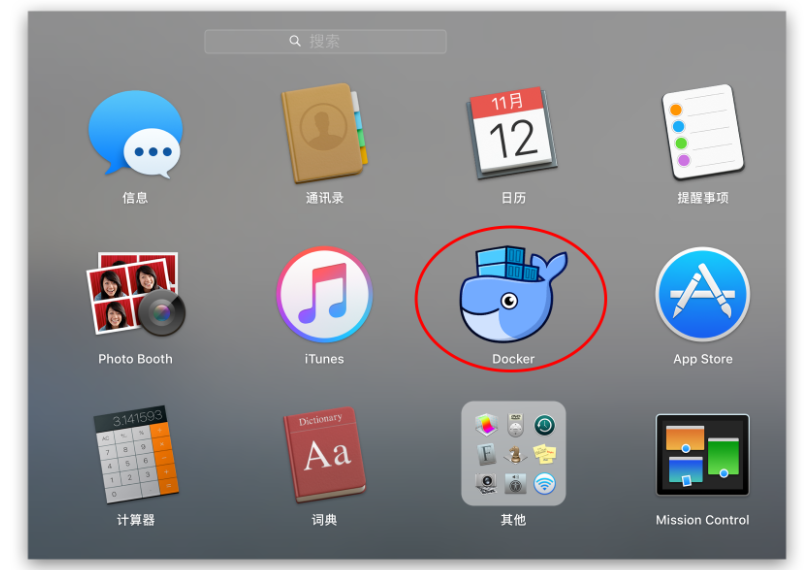 搜索
11月
12
信息
通讯录
日历
提醒事项
Photo Booth
iTunes
Docker
App Store
3.141593
AC % 
7 8 9
4 5 6
1 2 3
0 =
Dictionary
Aa
F
计算器
词典
其他
Mission Control